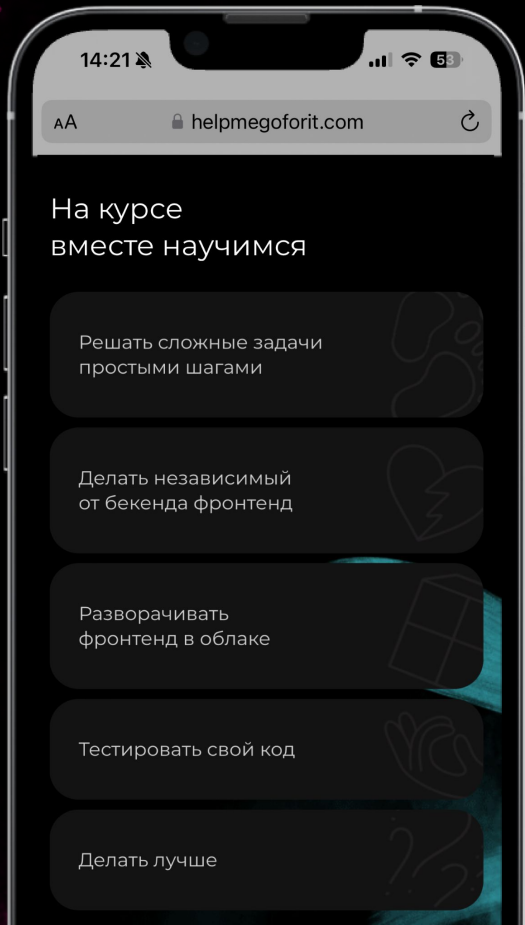 14:21
53
AA
helpmegoforit.com
На курсе
вместе научимся
Решать сложные задачи
простыми шагами
Делать независимый
от бекенда фронтенд
Разворачивать
фронтенд в облаке
Тестировать свой код
Делать лучше